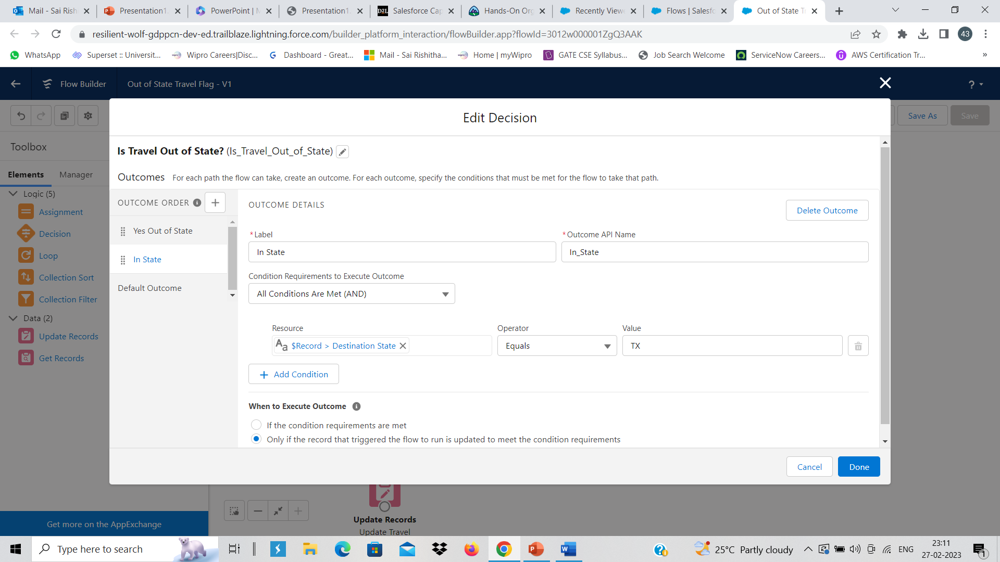 Mail - Sai Rish
Presentation1.
PowerPoint | M
Presentation1.
D2L Salesforce Cap
Hands-On Org
Recently View
Flows | Salesfo
Out of State T
resilient-wolf-gdppcn-dev-ed.trailblaze.lightning.force.com/builder_platform_interaction/flowBuilder.app?flowId=3012w000001ZgQ3AAK
43
WhatsApp
Superset :: Universit...
Wipro Careers|Disc...
Dashboard - Great...
Mail - Sai Rishitha...
Home | myWipro
GATE CSE Syllabus...
Job Search Welcome
ServiceNow Careers...
AWS Certification Tr...
»
Flow Builder
Out of State Travel Flag - V1
?
Save As
Save
Edit Decision
Toolbox
Is Travel Out of State? (Is_Travel_Out_of_State)
Elements
Manager
Outcomes For each path the flow can take, create an outcome. For each outcome, specify the conditions that must be met for the flow to take that path.
Logic (5)
Assignment
Decision
Loop
Collection Sort
Collection Filter
Data (2)
Update Records
Get Records
OUTCOME ORDER
Yes Out of State
In State
Default Outcome
OUTCOME DETAILS
Delete Outcome
* Label
* Outcome API Name
In State
In_State
Condition Requirements to Execute Outcome
All Conditions Are Met (AND)
Resource
Operator
Value
Aa $Record > Destination State
Equals
TX
+ Add Condition
When to Execute Outcome
If the condition requirements are met
Only if the record that triggered the flow to run is updated to meet the condition requirements
Cancel
Done
Update Records
Update Travel
Get more on the AppExchange
Type here to search
25°C Partly cloudy
ENG
23:11
27-02-2023
1